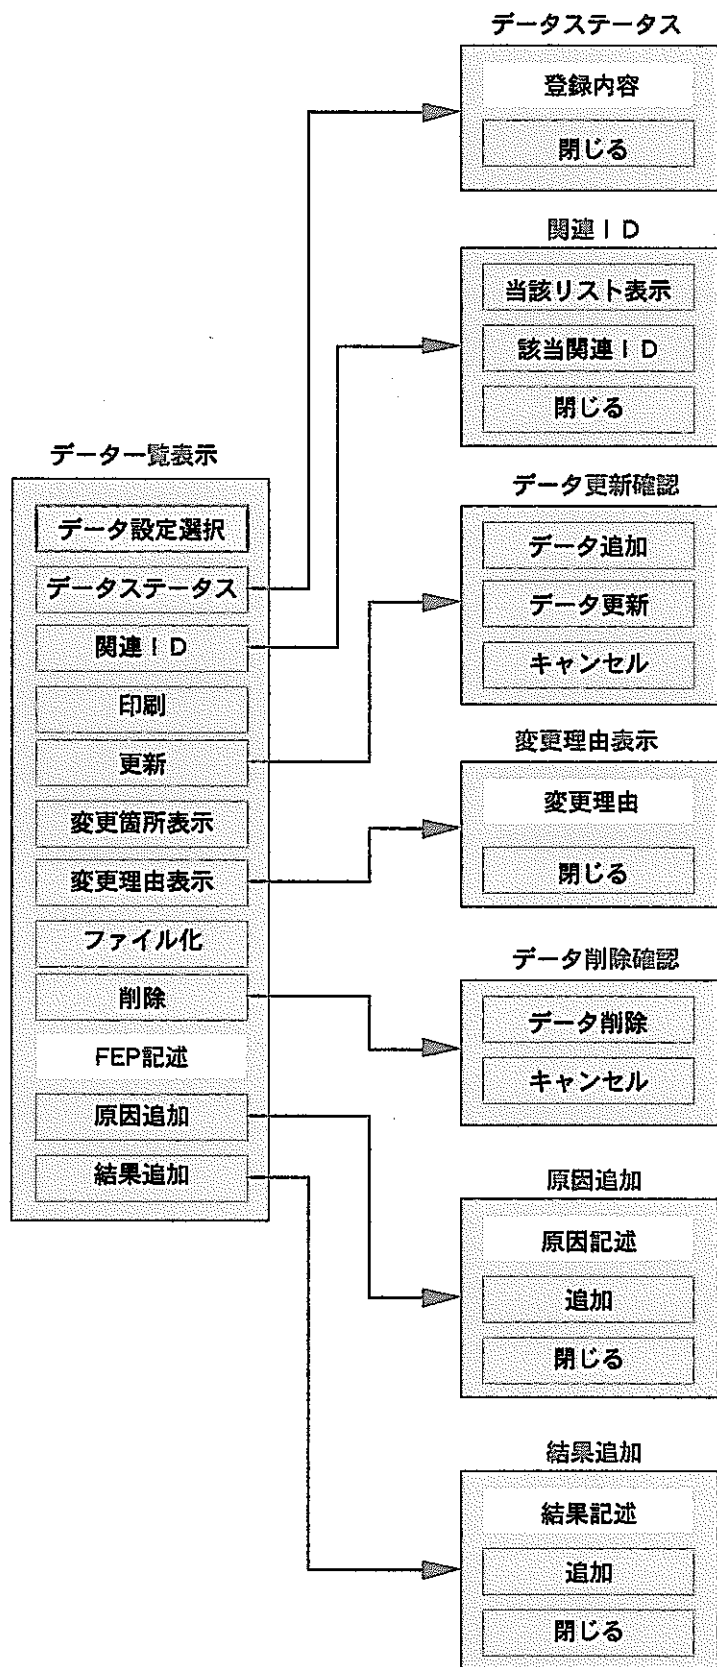 データ一覧表示
データ設定選択
データステータス
関連ＩＤ
印刷
更新
変更箇所表示
変更理由表示
ファイル化
削除
FEP記述
原因追加
結果追加
データステータス
登録内容
閉じる
関連ＩＤ
当該リスト表示
該当関連ＩＤ
閉じる
データ更新確認
データ追加
データ更新
キャンセル
変更理由表示
変更理由
閉じる
データ削除確認
データ削除
キャンセル
原因追加
原因記述
追加
閉じる
結果追加
結果記述
追加
閉じる